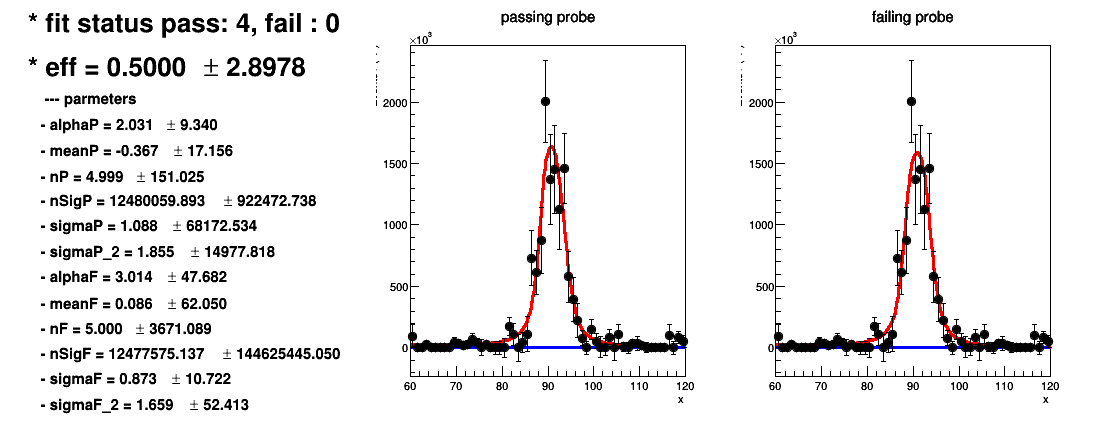 * fit status pass: 4, fail : 0
* eff = 0.5000 ± 2.8978
--- parmeters
- alphaP = 2.031 ± 9.340
- meanP = -0.367 ± 17.156
- nP = 4.999 ± 151.025
- nSigP = 12480059.893 ± 922472.738
- sigmaP = 1.088 ± 68172.534
- sigmaP_2 = 1.855 ± 14977.818
- alphaF = 3.014 ± 47.682
- meanF = 0.086 ± 62.050
- nF = 5.000 ± 3671.089
- nSigF = 12477575.137 ± 144625445.050
- sigmaF = 0.873 ± 10.722
- sigmaF_2 = 1.659 ± 52.413
passing probe
×10³
2000
1500
1000
500
0
60 70 80 90 100 110 120
x
failing probe
×10³
2000
1500
1000
500
0
60 70 80 90 100 110 120
x